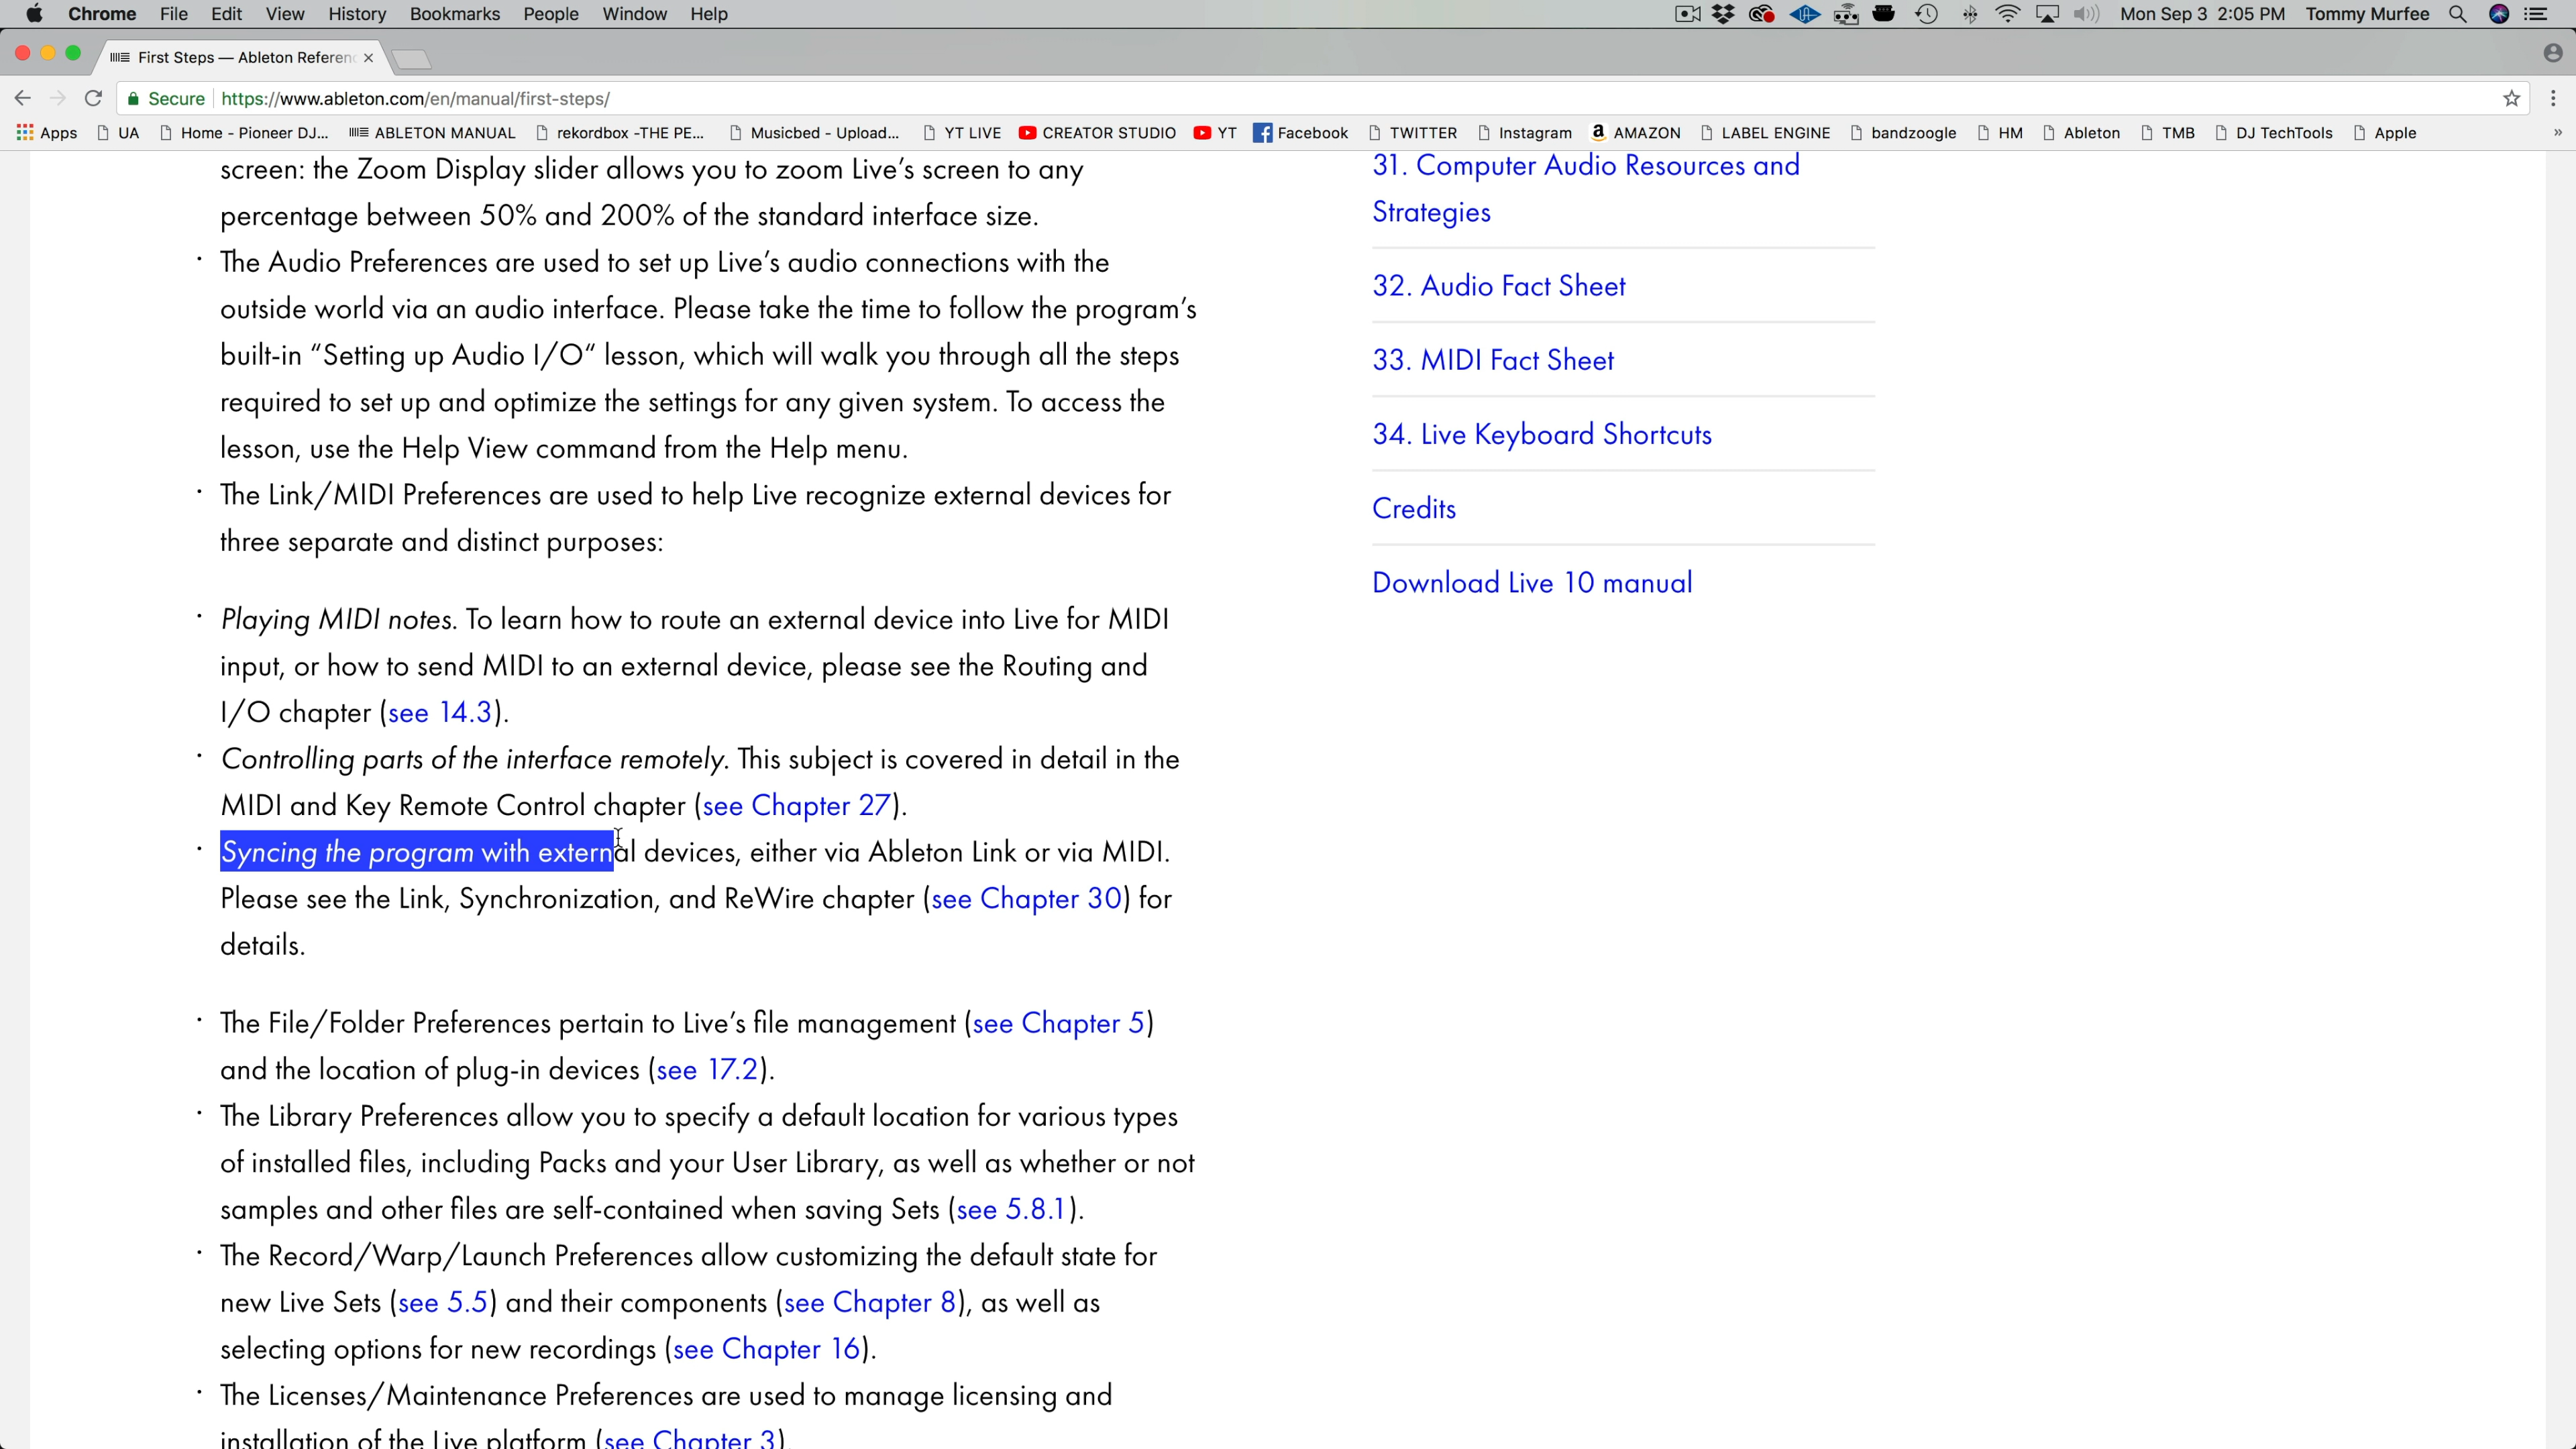 Chrome File Edit View History Bookmarks People Window Help Mon Sep 3 2:05 PM Tommy Murfee
First Steps — Ableton Referenc
Secure https://www.ableton.com/en/manual/first-steps/
Apps UA Home - Pioneer DJ... ABLETON MANUAL rekordbox -THE PE... Musicbed - Upload... YT LIVE CREATOR STUDIO YT Facebook TWITTER Instagram AMAZON LABEL ENGINE bandzoogle HM Ableton TMB DJ TechTools Apple »
screen: the Zoom Display slider allows you to zoom Live’s screen to any
percentage between 50% and 200% of the standard interface size.
· The Audio Preferences are used to set up Live’s audio connections with the
outside world via an audio interface. Please take the time to follow the program’s
built-in “Setting up Audio I/O“ lesson, which will walk you through all the steps
required to set up and optimize the settings for any given system. To access the
lesson, use the Help View command from the Help menu.
· The Link/MIDI Preferences are used to help Live recognize external devices for
three separate and distinct purposes:
· Playing MIDI notes. To learn how to route an external device into Live for MIDI
input, or how to send MIDI to an external device, please see the Routing and
I/O chapter (see 14.3).
· Controlling parts of the interface remotely. This subject is covered in detail in the
MIDI and Key Remote Control chapter (see Chapter 27).
· Syncing the program with external devices, either via Ableton Link or via MIDI.
Please see the Link, Synchronization, and ReWire chapter (see Chapter 30) for
details.
· The File/Folder Preferences pertain to Live’s file management (see Chapter 5)
and the location of plug-in devices (see 17.2).
· The Library Preferences allow you to specify a default location for various types
of installed files, including Packs and your User Library, as well as whether or not
samples and other files are self-contained when saving Sets (see 5.8.1).
· The Record/Warp/Launch Preferences allow customizing the default state for
new Live Sets (see 5.5) and their components (see Chapter 8), as well as
selecting options for new recordings (see Chapter 16).
· The Licenses/Maintenance Preferences are used to manage licensing and
installation of the Live platform (see Chapter 3).
31. Computer Audio Resources and
Strategies
32. Audio Fact Sheet
33. MIDI Fact Sheet
34. Live Keyboard Shortcuts
Credits
Download Live 10 manual